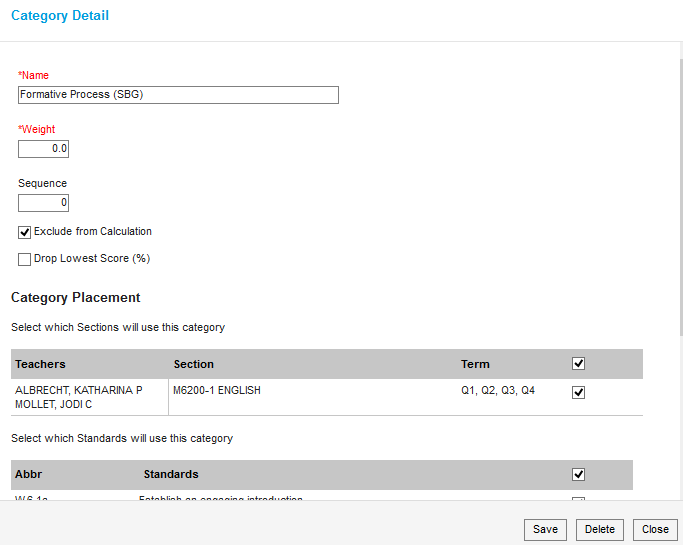 Category Detail
*Name
Formative Process (SBG)
*Weight
0.0
Sequence
0
Exclude from Calculation
Drop Lowest Score (%)
Category Placement
Select which Sections will use this category
Teachers Section Term
ALBRECHT, KATHARINA P M6200-1 ENGLISH Q1, Q2, Q3, Q4
MOLLET, JODI C
Select which Standards will use this category
Abbr Standards
W.6.1a Establish an engaging introduction
Save Delete Close